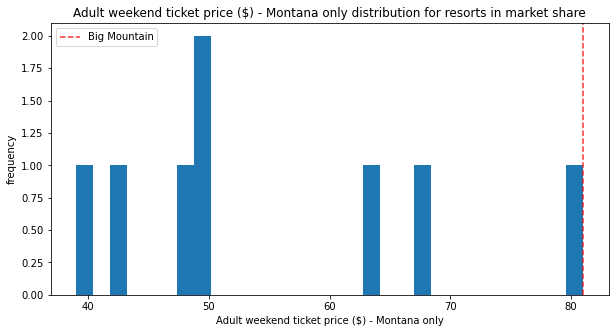 Adult weekend ticket price ($) - Montana only distribution for resorts in market share
Big Mountain
2.00
1.75
1.50
1.25
1.00
0.75
0.50
0.25
0.00
frequency
40 50 60 70 80
Adult weekend ticket price ($) - Montana only